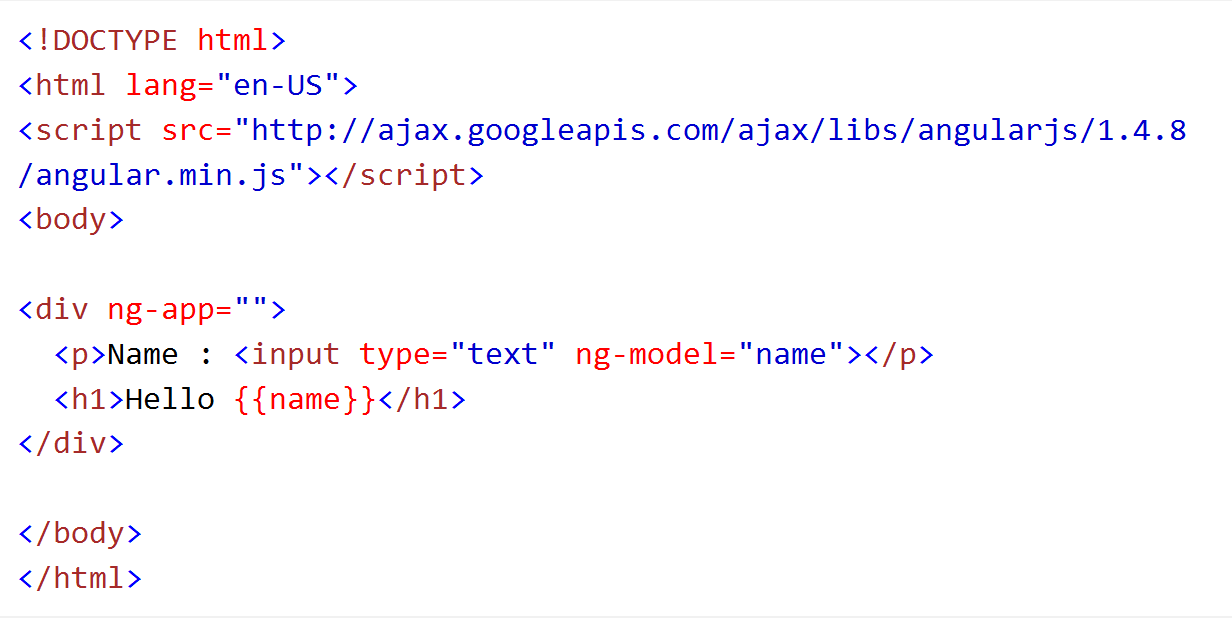 <!DOCTYPE html>
<html lang="en-US">
<script src="http://ajax.googleapis.com/ajax/libs/angularjs/1.4.8
/angular.min.js"></script>
<body>

<div ng-app="">
  <p>Name : <input type="text" ng-model="name"></p>
  <h1>Hello {{name}}</h1>
</div>

</body>
</html>